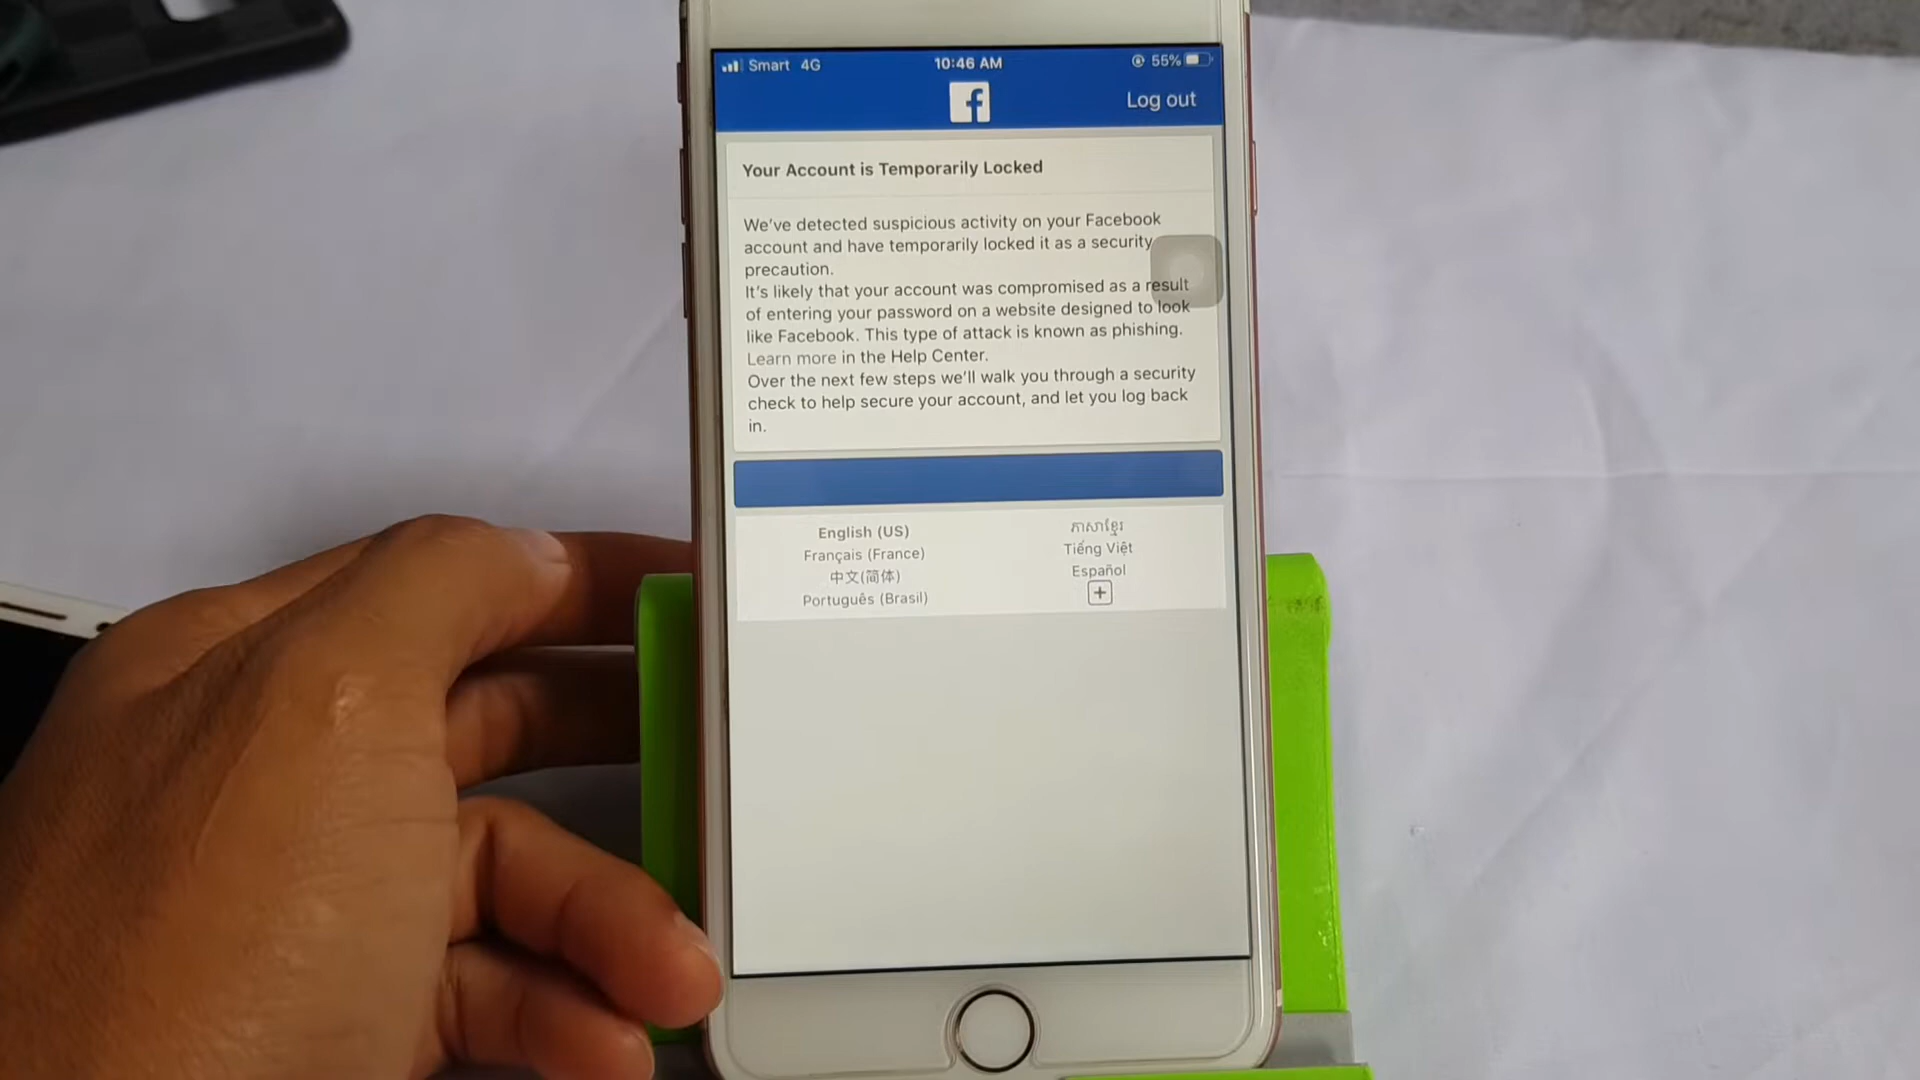 Smart 4G 10:46 AM 55%
f Log out
Your Account is Temporarily Locked
We've detected suspicious activity on your Facebook
account and have temporarily locked it as a security
precaution.
It's likely that your account was compromised as a result
of entering your password on a website designed to look
like Facebook. This type of attack is known as phishing.
Learn more in the Help Center.
Over the next few steps we'll walk you through a security
check to help secure your account, and let you log back
in.
English (US)
Français (France)
中文(简体)
Português (Brasil)
ភាសាខ្មែរ
Tiếng Việt
Español
+